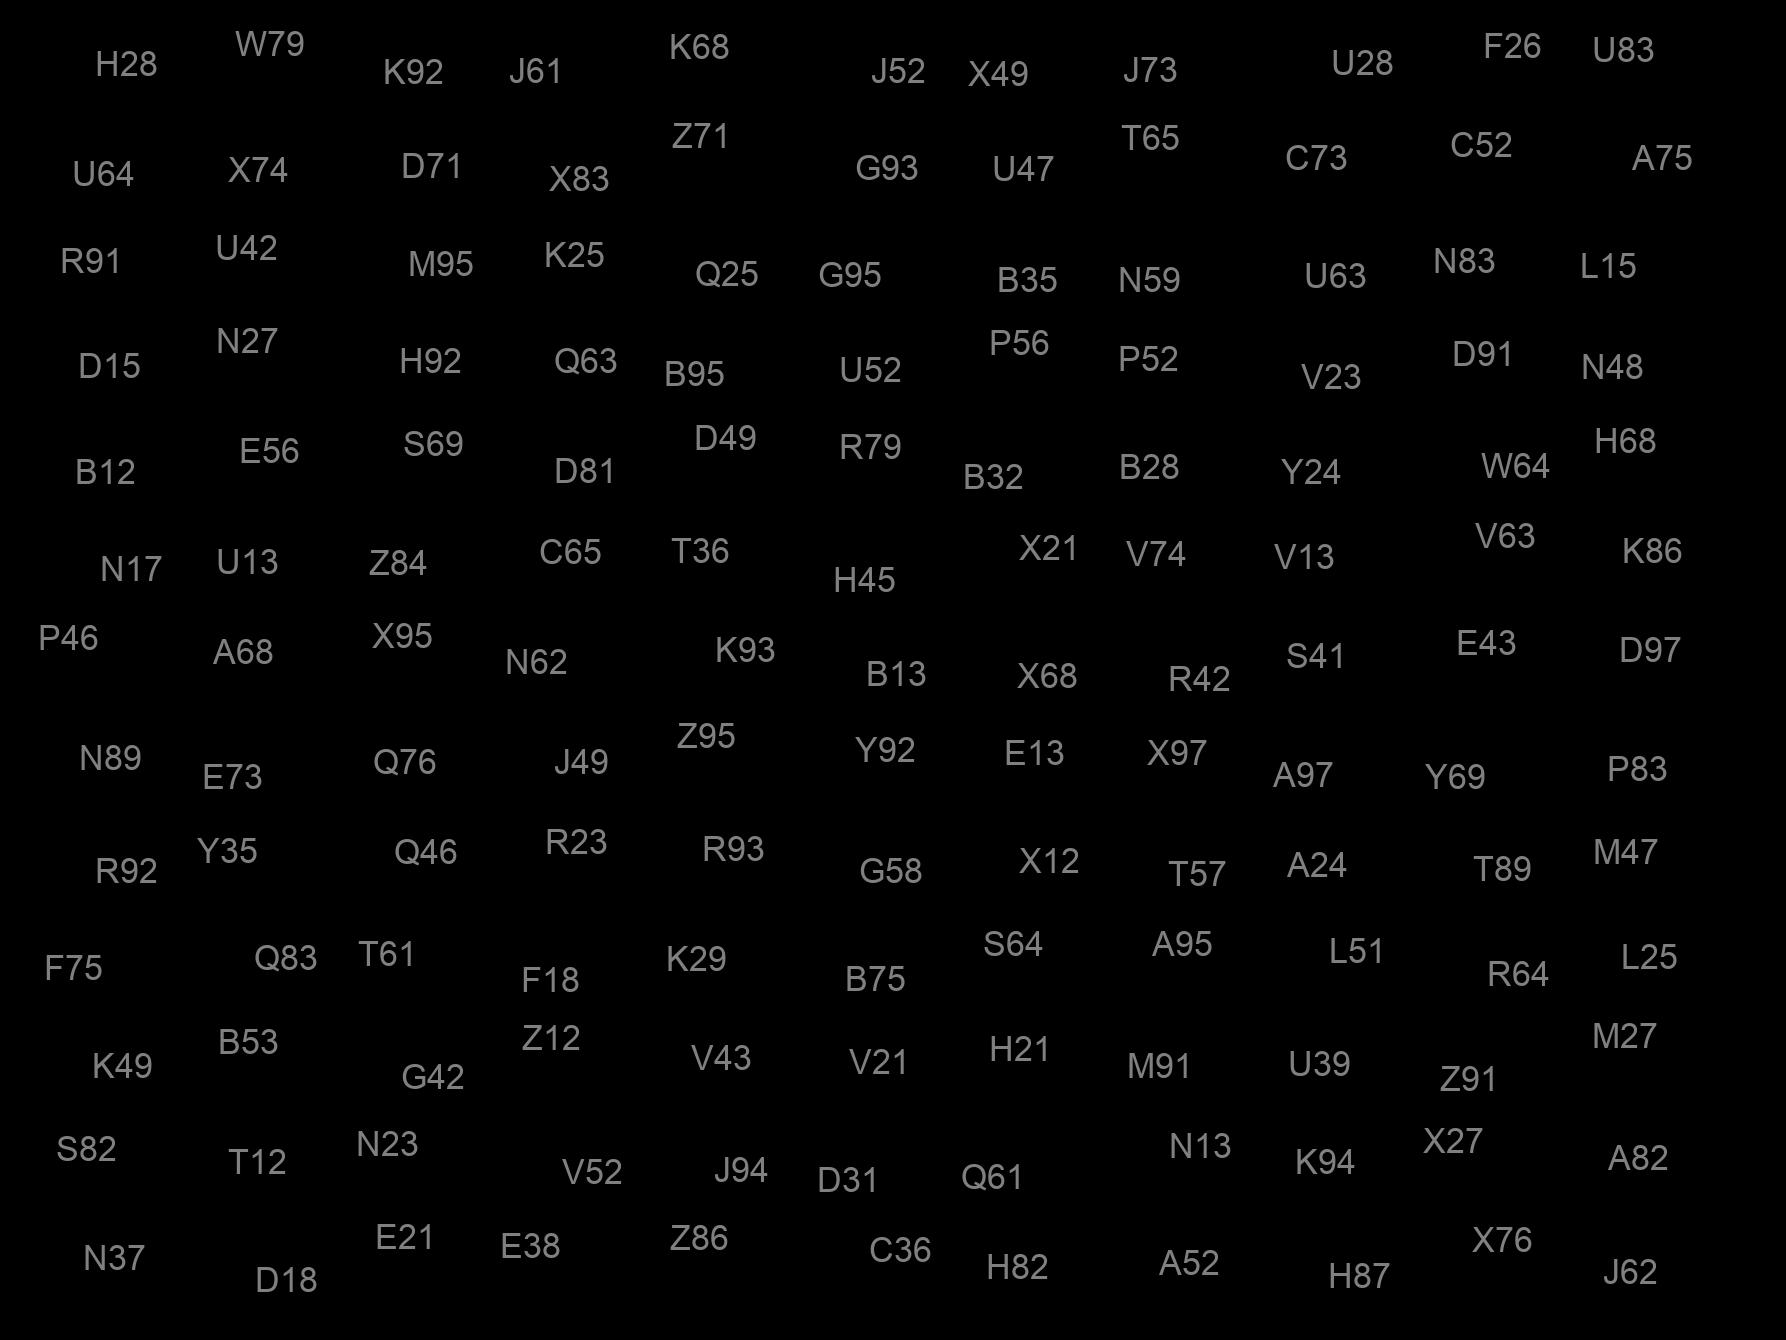 H28 W79 K92 J61 K68 J52 X49 J73 U28 F26 U83
U64 X74 D71 X83 Z71 G93 U47 T65 C73 C52 A75
R91 U42 M95 K25 Q25 G95 B35 N59 U63 N83 L15
D15 N27 H92 Q63 B95 U52 P56 P52 V23 D91 N48
B12 E56 S69 D81 D49 R79 B32 B28 Y24 W64 H68
N17 U13 Z84 C65 T36 H45 X21 V74 V13 V63 K86
P46 A68 X95 N62 K93 B13 X68 R42 S41 E43 D97
N89 E73 Q76 J49 Z95 Y92 E13 X97 A97 Y69 P83
R92 Y35 Q46 R23 R93 G58 X12 T57 A24 T89 M47
F75 Q83 T61 F18 K29 B75 S64 A95 L51 R64 L25
K49 B53 G42 Z12 V43 V21 H21 M91 U39 Z91 M27
S82 T12 N23 V52 J94 D31 Q61 N13 K94 X27 A82
N37 D18 E21 E38 Z86 C36 H82 A52 H87 X76 J62